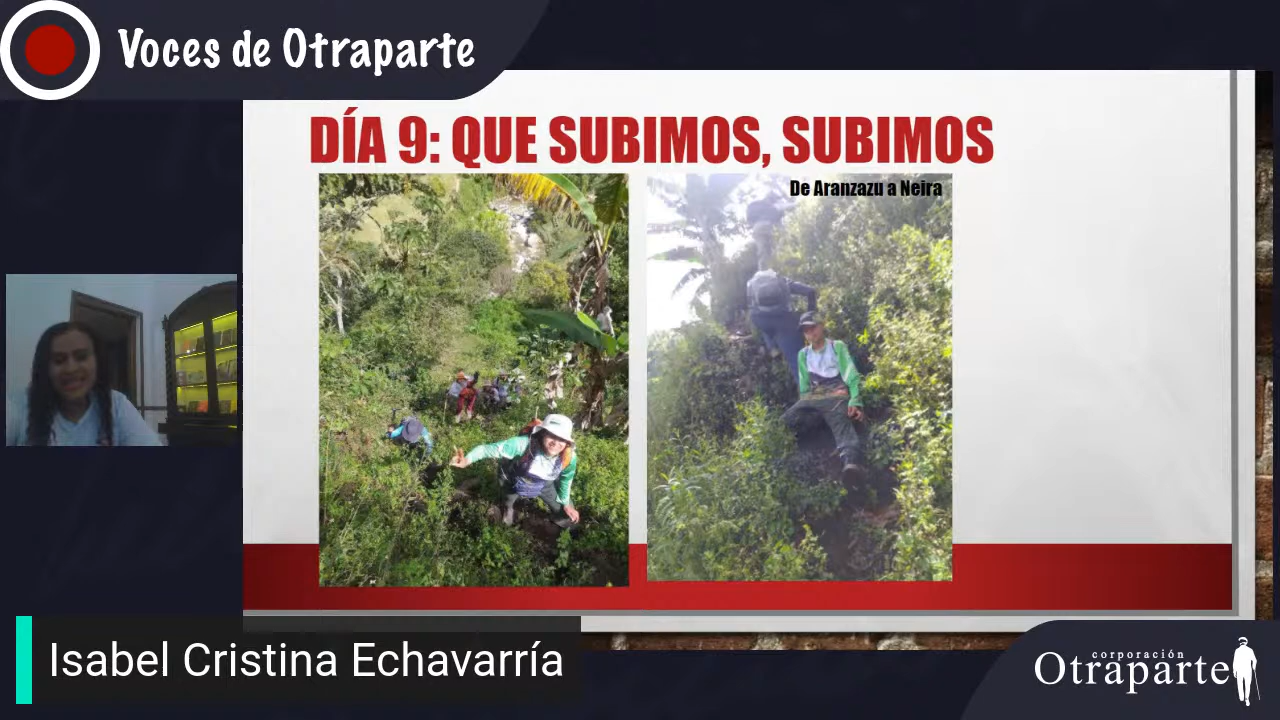 Voces de Otraparte
DÍA 9: QUE SUBIMOS, SUBIMOS
De Aranzazu a Neira
Isabel Cristina Echavarría
corporación
Otraparte